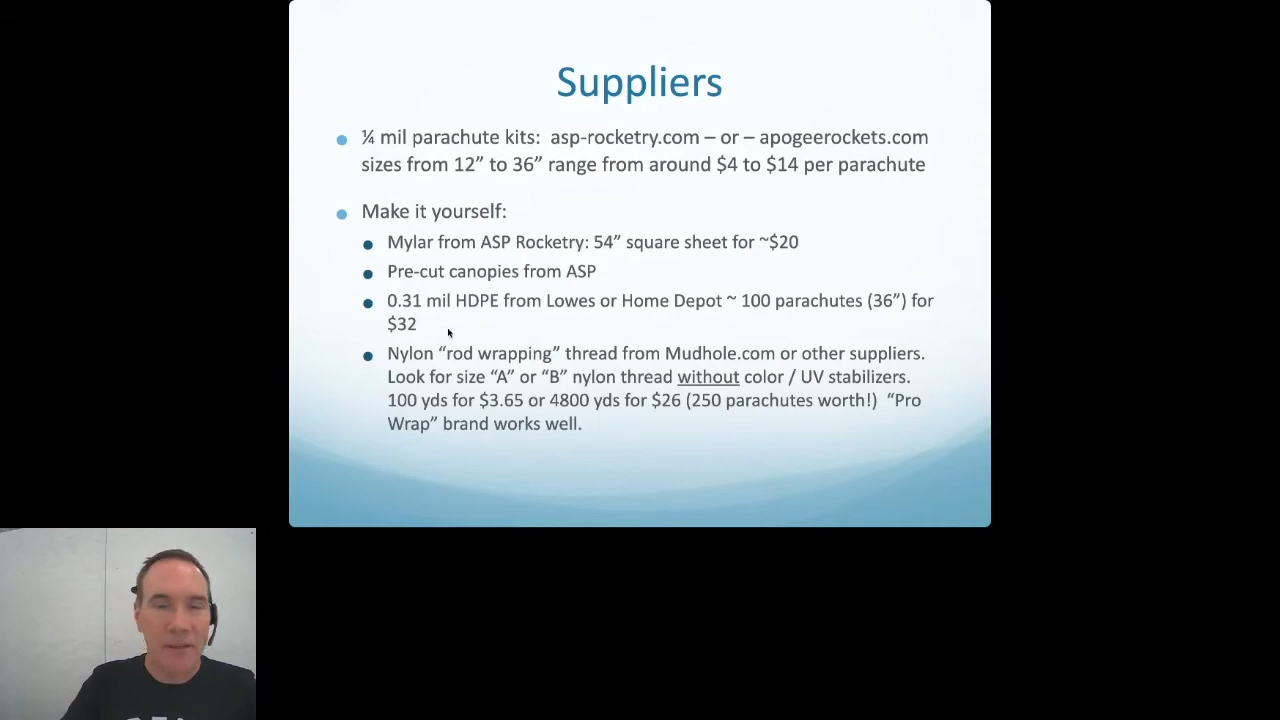 Suppliers
¼ mil parachute kits: asp-rocketry.com – or – apogeerockets.com
sizes from 12” to 36” range from around $4 to $14 per parachute
Make it yourself:
Mylar from ASP Rocketry: 54” square sheet for ~$20
Pre-cut canopies from ASP
0.31 mil HDPE from Lowes or Home Depot ~ 100 parachutes (36”) for
$32
Nylon “rod wrapping” thread from Mudhole.com or other suppliers.
Look for size “A” or “B” nylon thread without color / UV stabilizers.
100 yds for $3.65 or 4800 yds for $26 (250 parachutes worth!) “Pro
Wrap” brand works well.